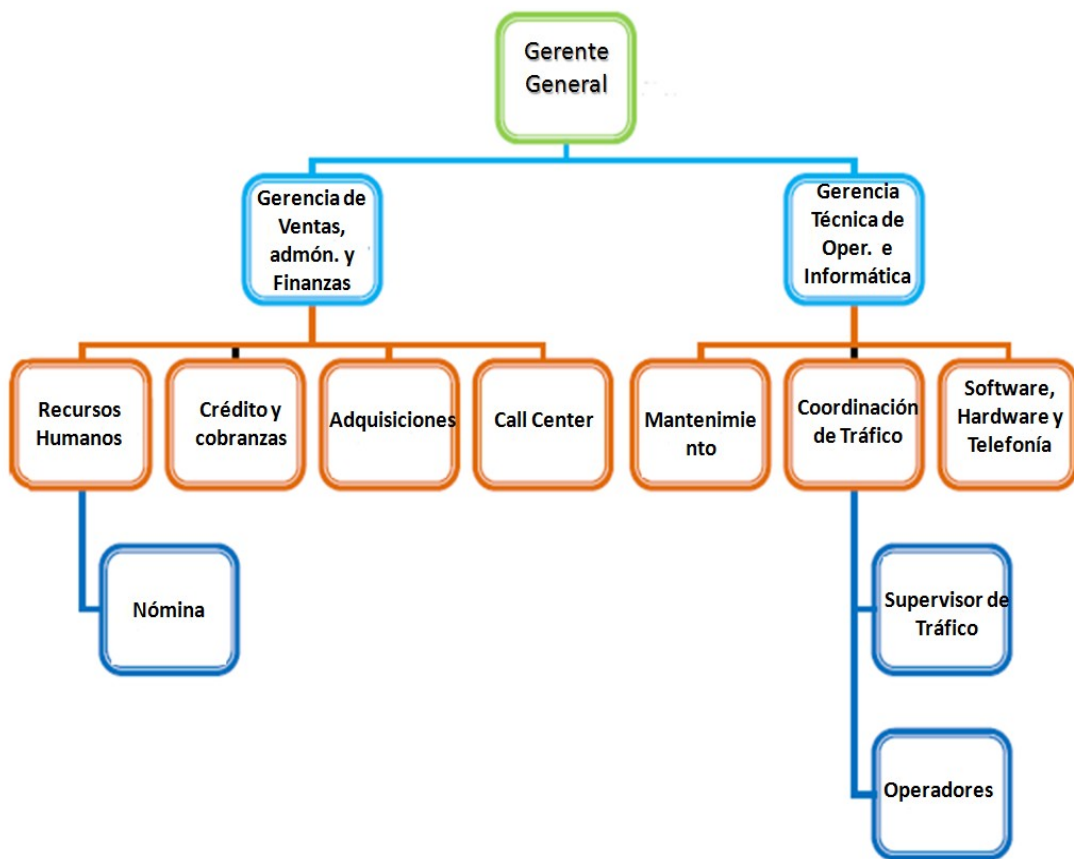 Gerente
General
Gerencia de
Ventas,
admón. y
Finanzas
Gerencia
Técnica de
Oper. e
Informática
Recursos
Humanos
Crédito y
cobranzas
Adquisiciones
Call Center
Mantenimie
nto
Coordinación
de Tráfico
Software,
Hardware y
Telefonía
Nómina
Supervisor de
Tráfico
Operadores